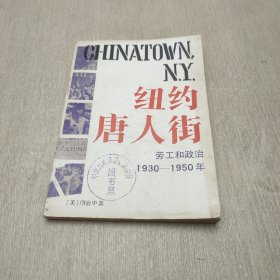 CHINATOWN,
N.Y.
纽约
唐人街
劳工和政治
1930—1950年
[美]邝治中著